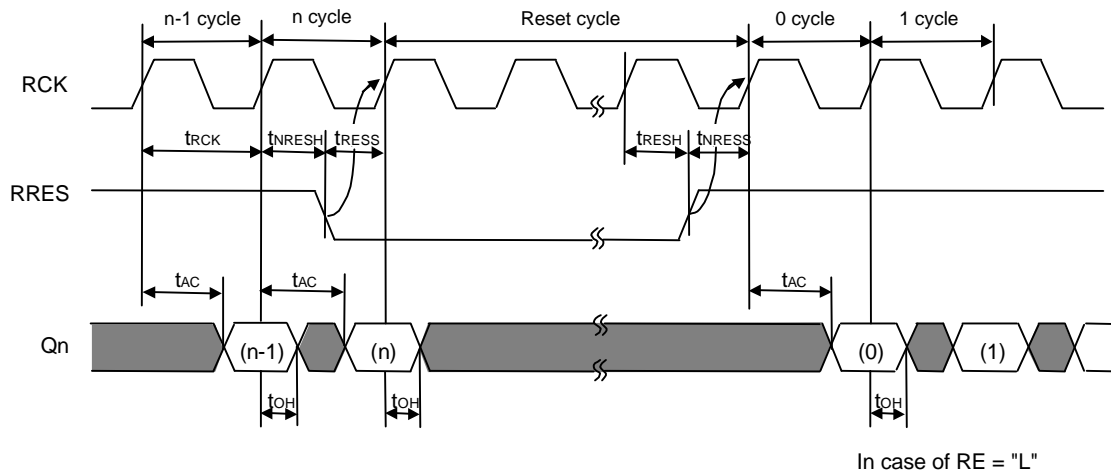 n-1 cycle n cycle Reset cycle 0 cycle 1 cycle
RCK
tRCK tNRESH tRESS tRESH tNRESS
RRES
tAC tAC tAC
Qn (n-1) (n) (0) (1)
tOH tOH tOH
In case of RE = "L"